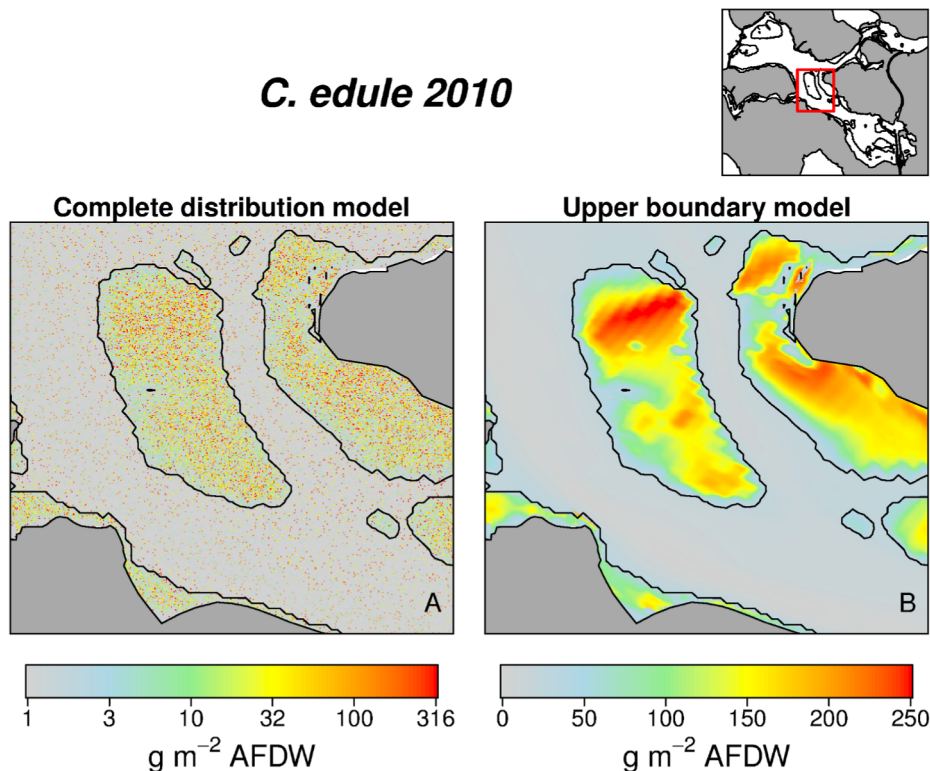 C. edule 2010
Complete distribution model
Upper boundary model
A
B
1 3 10 32 100 316
0 50 100 150 200 250
g m⁻² AFDW
g m⁻² AFDW